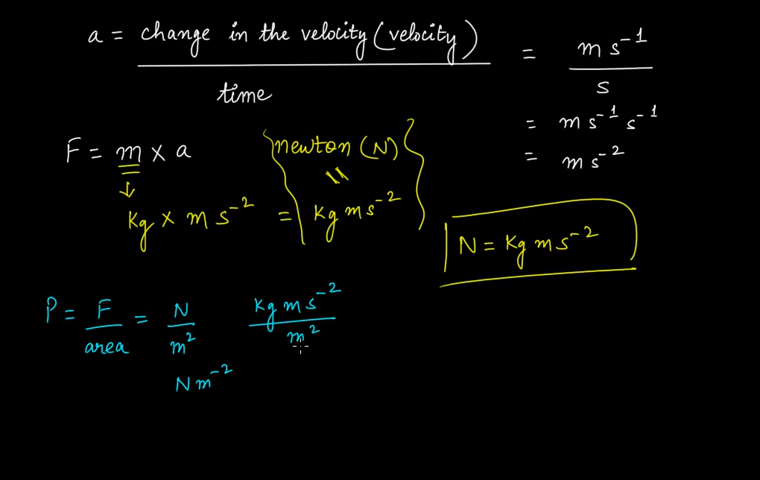 a = change in the velocity (velocity) / time = m s⁻¹ / s
= m s⁻¹ s⁻¹
= m s⁻²
F = m × a
newton (N)
=
kg × m s⁻² = kg m s⁻²
N = kg m s⁻²
P = F / area = N / m² kg m s⁻² / m²
N m⁻²